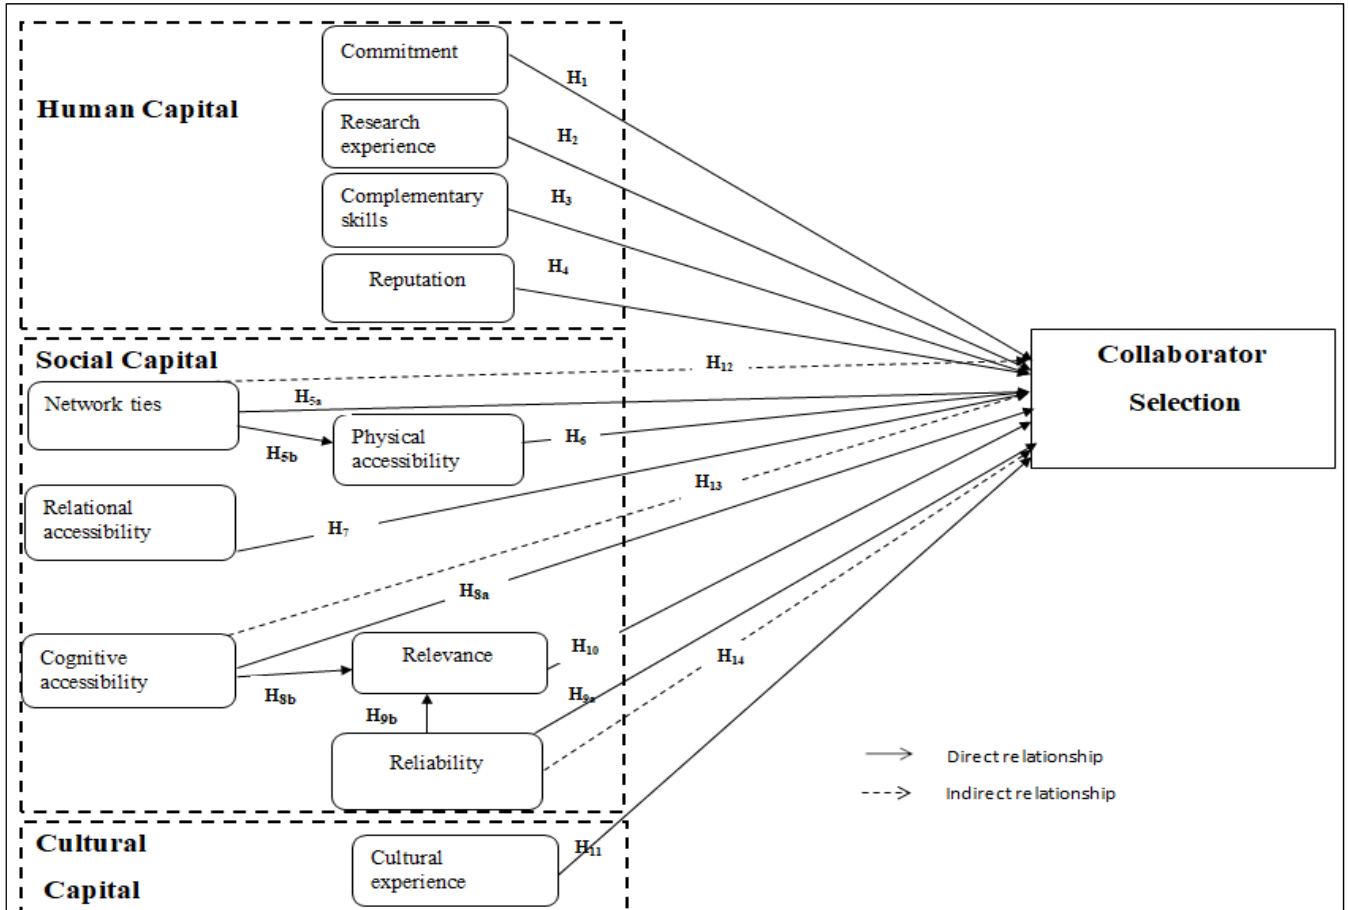 Commitment
H1
Human Capital
Research
experience
H2
Complementary
skills
H3
Reputation
H4
Social Capital
H12
Collaborator
Selection
Network ties
H5a
H5b
Physical
accessibility
H6
Relational
accessibility
H7
H13
H8a
Cognitive
accessibility
H8b
Relevance
H10
H14
H9a
H9b
Reliability
Direct relationship
Indirect relationship
Cultural
Capital
Cultural
experience
H11